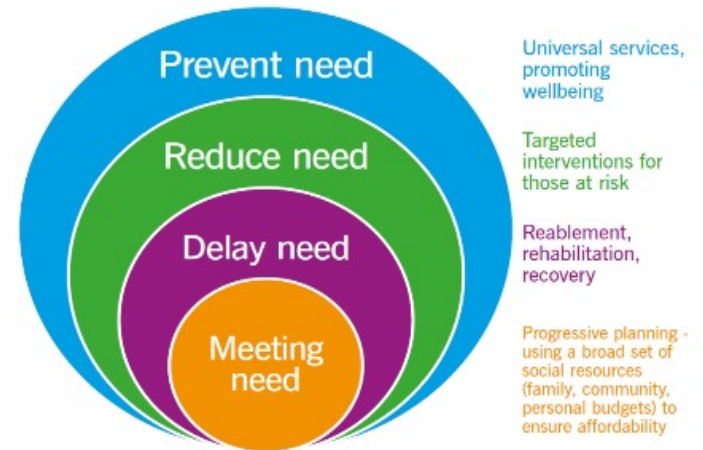 Prevent need
Reduce need
Delay need
Meeting
need
Universal services,
promoting
wellbeing
Targeted
interventions for
those at risk
Reablement,
rehabilitation,
recovery
Progressive planning -
using a broad set of
social resources
(family, community,
personal budgets) to
ensure affordability